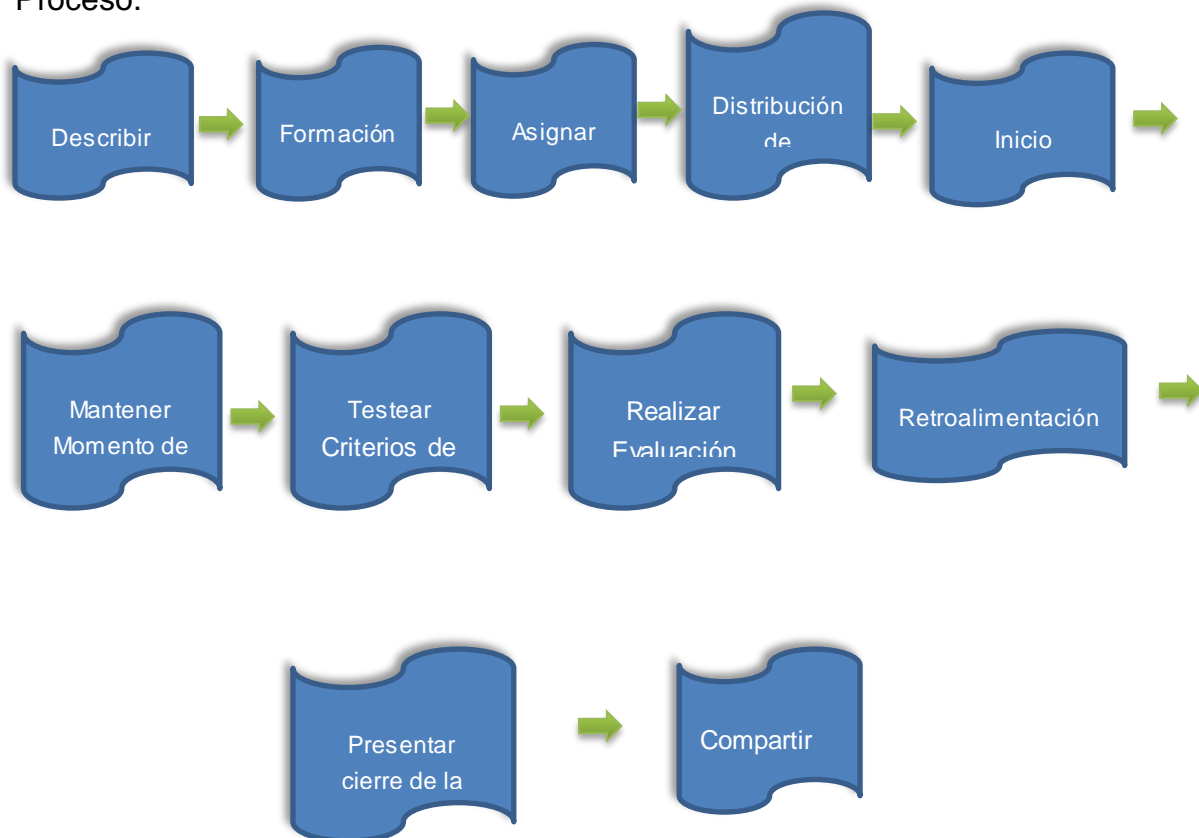 Proceso:
Describir
Formación
Asignar
Distribución
de
Inicio
Mantener
Momento de
Testear
Criterios de
Realizar
Evaluación
Retroalimentación
Presentar
cierre de la
Compartir